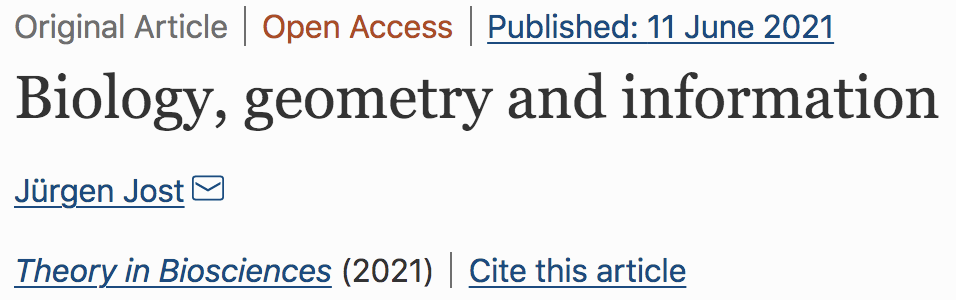 Original Article | Open Access | Published: 11 June 2021
Biology, geometry and information
Jürgen Jost
Theory in Biosciences (2021) | Cite this article